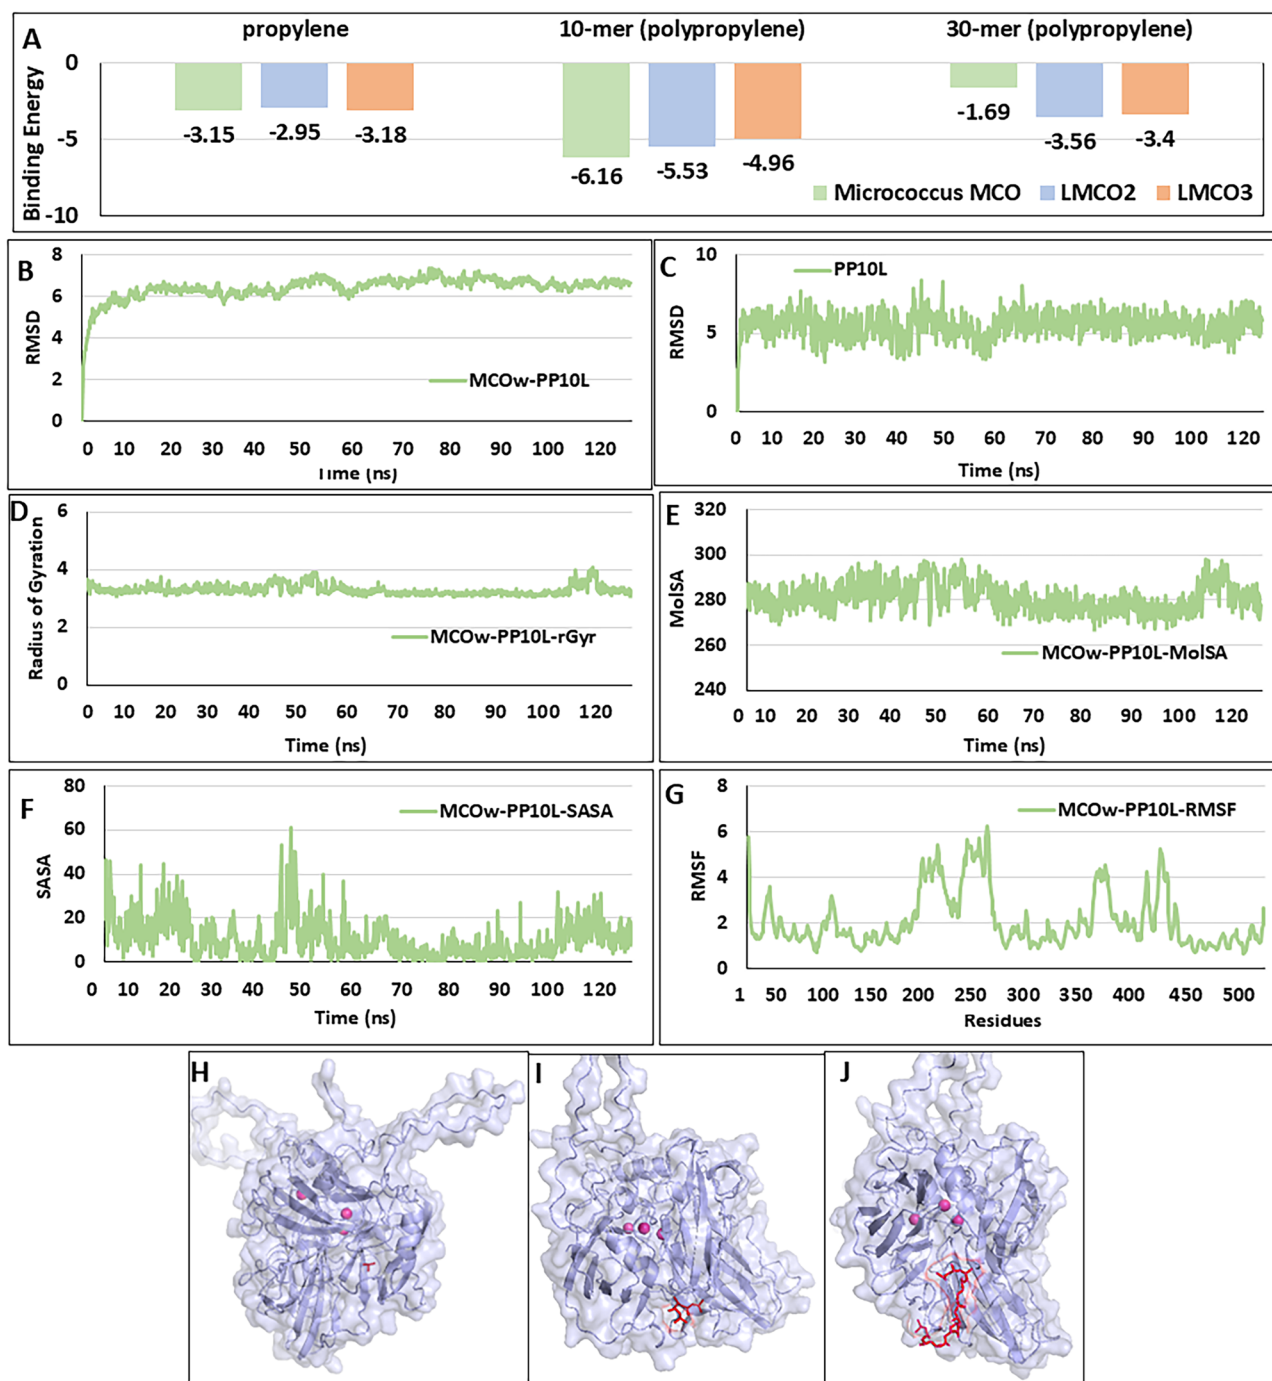 A
propylene
10-mer (polypropylene)
30-mer (polypropylene)
Binding Energy
0
-5
-10
-3.15
-2.95
-3.18
-6.16
-5.53
-4.96
-1.69
-3.56
-3.4
Micrococcus MCO
LMCO2
LMCO3
B
RMSD
8
6
4
2
0
MCOw-PP10L
0 10 20 30 40 50 60 70 80 90 100 120
Time (ns)
C
RMSD
10
5
0
PP10L
0 10 20 30 40 50 60 70 80 90 100 120
Time (ns)
D
Radius of Gyration
6
4
2
0
MCOw-PP10L-rGyr
0 10 20 30 40 50 60 70 80 90 100 120
Time (ns)
E
MolSA
320
300
280
260
240
MCOw-PP10L-MolSA
0 10 20 30 40 50 60 70 80 90 100 120
Time (ns)
F
SASA
80
60
40
20
0
MCOw-PP10L-SASA
0 10 20 30 40 50 60 70 80 90 100 120
Time (ns)
G
RMSF
8
6
4
2
0
MCOw-PP10L-RMSF
1 50 100 150 200 250 300 350 400 450 500
Residues
H
I
J